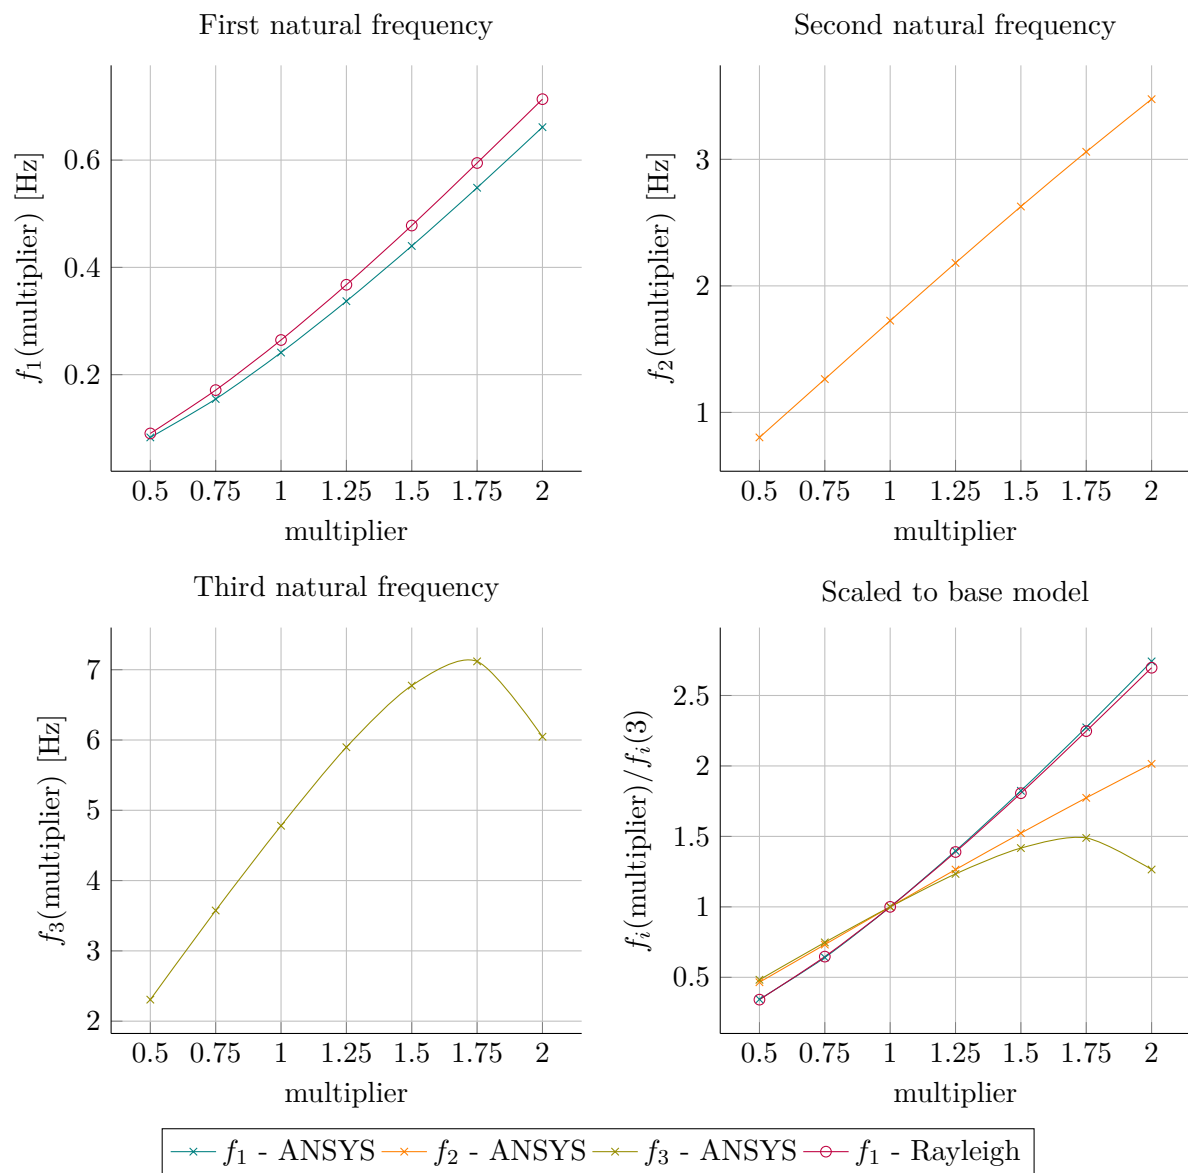 First natural frequency
f₁(multiplier) [Hz]
0.6
0.4
0.2
0.5 0.75 1 1.25 1.5 1.75 2
multiplier
Second natural frequency
f₂(multiplier) [Hz]
3
2
1
0.5 0.75 1 1.25 1.5 1.75 2
multiplier
Third natural frequency
f₃(multiplier) [Hz]
7
6
5
4
3
2
0.5 0.75 1 1.25 1.5 1.75 2
multiplier
Scaled to base model
fᵢ(multiplier)/fᵢ(3)
2.5
2
1.5
1
0.5
0.5 0.75 1 1.25 1.5 1.75 2
multiplier
f₁ - ANSYS f₂ - ANSYS f₃ - ANSYS f₁ - Rayleigh